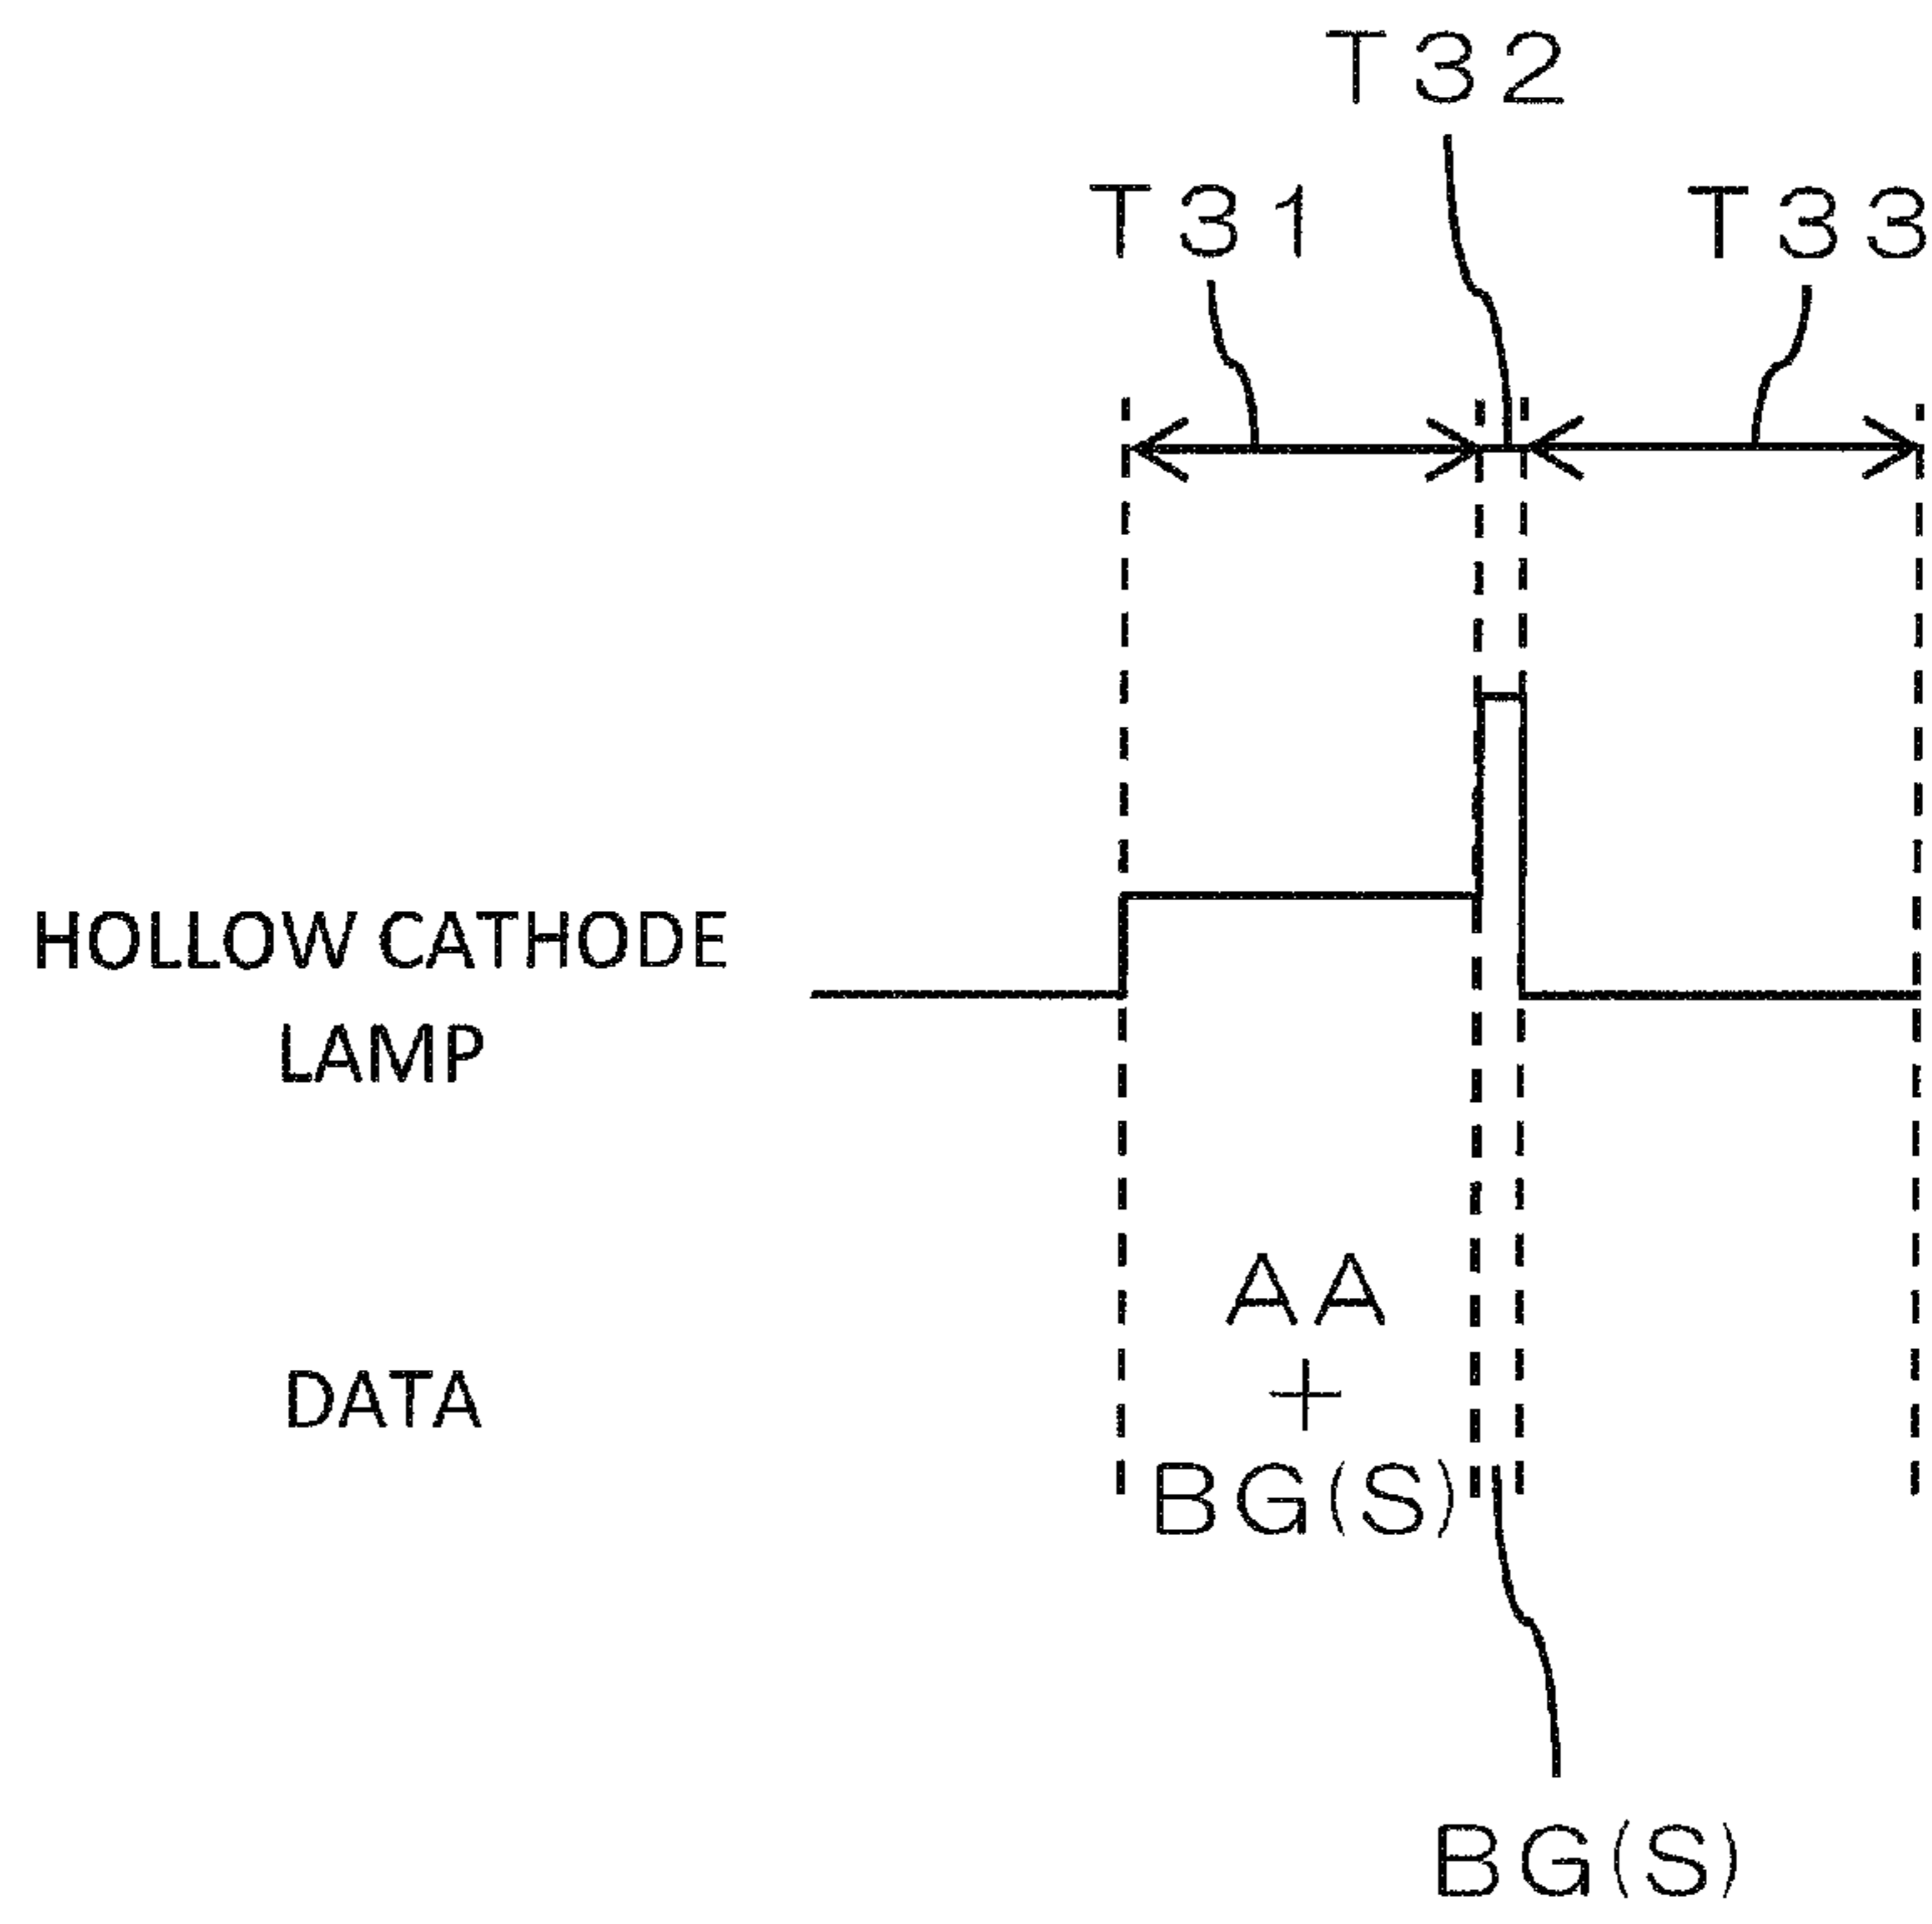 T32
T31
T33
HOLLOW CATHODE
LAMP
AA
+
DATA
BG(S)
BG(S)